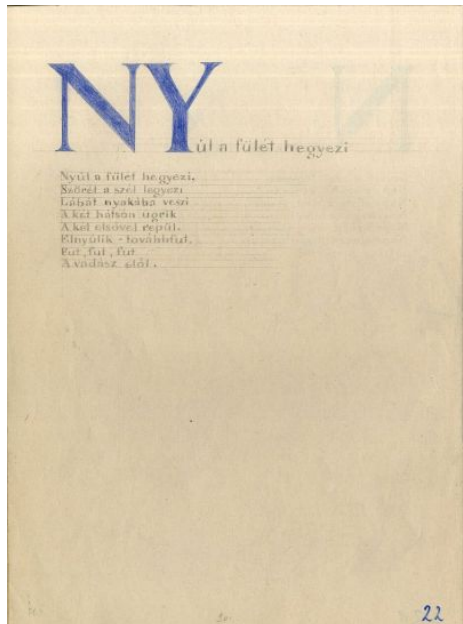 NYúl a fülét hegyezi
Nyúl a fülét hegyezi.
Szőrét a szél legyezi
Lábát nyakába veszi
A két hátsón ugrik
A két elsővel repül.
Elnyúlik - továbbfut.
Fut, fut, fut
A vadász elől.
22